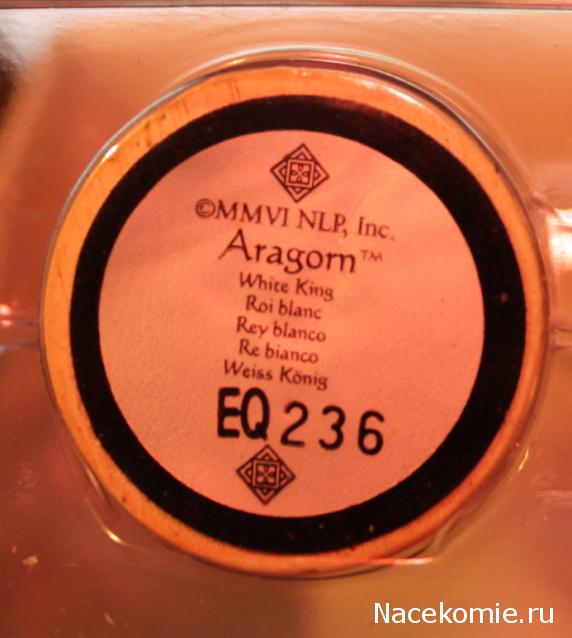 ©MMVI NLP, Inc.
Aragorn™
White King
Roi blanc
Rey blanco
Re bianco
Weiss König
EQ236
Nacekomie.ru